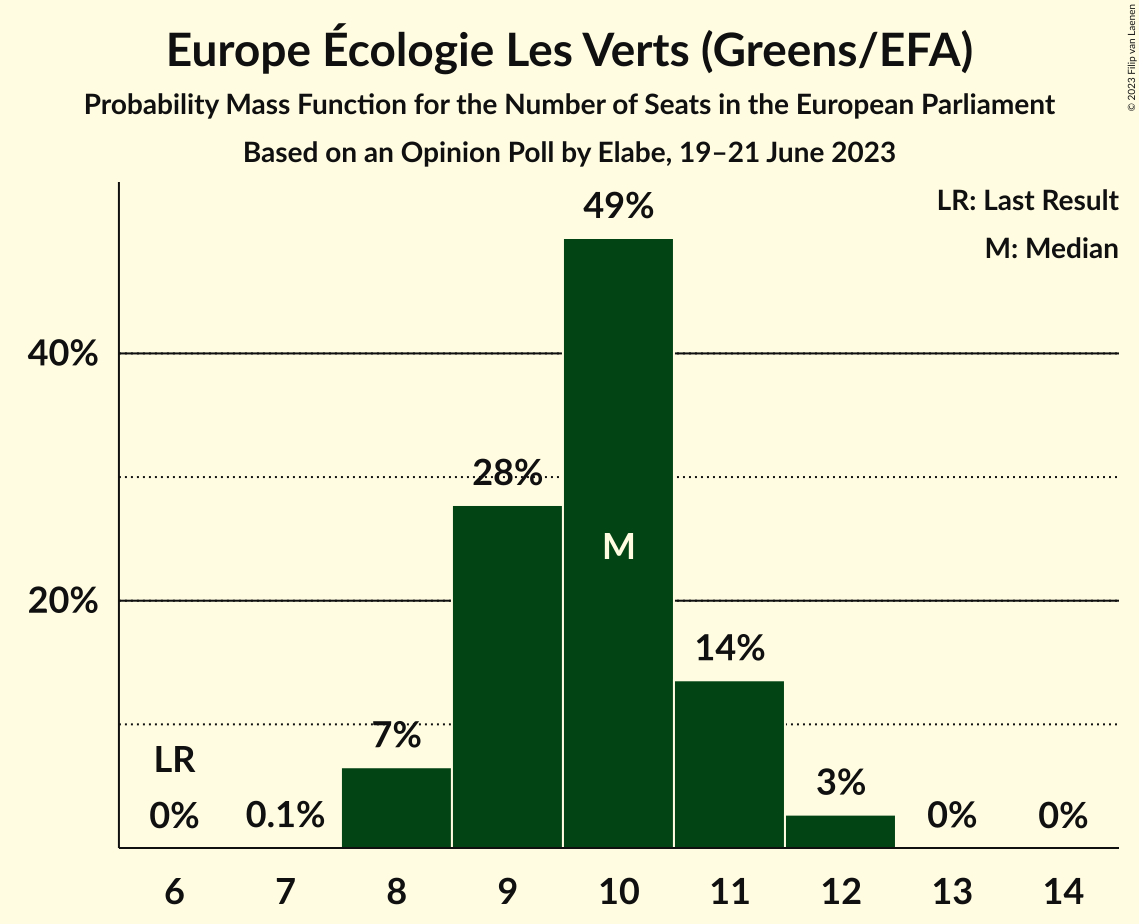 Europe Écologie Les Verts (Greens/EFA)
Probability Mass Function for the Number of Seats in the European Parliament
Based on an Opinion Poll by Elabe, 19–21 June 2023
© 2023 Filip van Laenen
LR: Last Result
M: Median
49%
40%
28%
M
20%
14%
7%
LR
3%
0% 0.1% 0% 0%
6 7 8 9 10 11 12 13 14